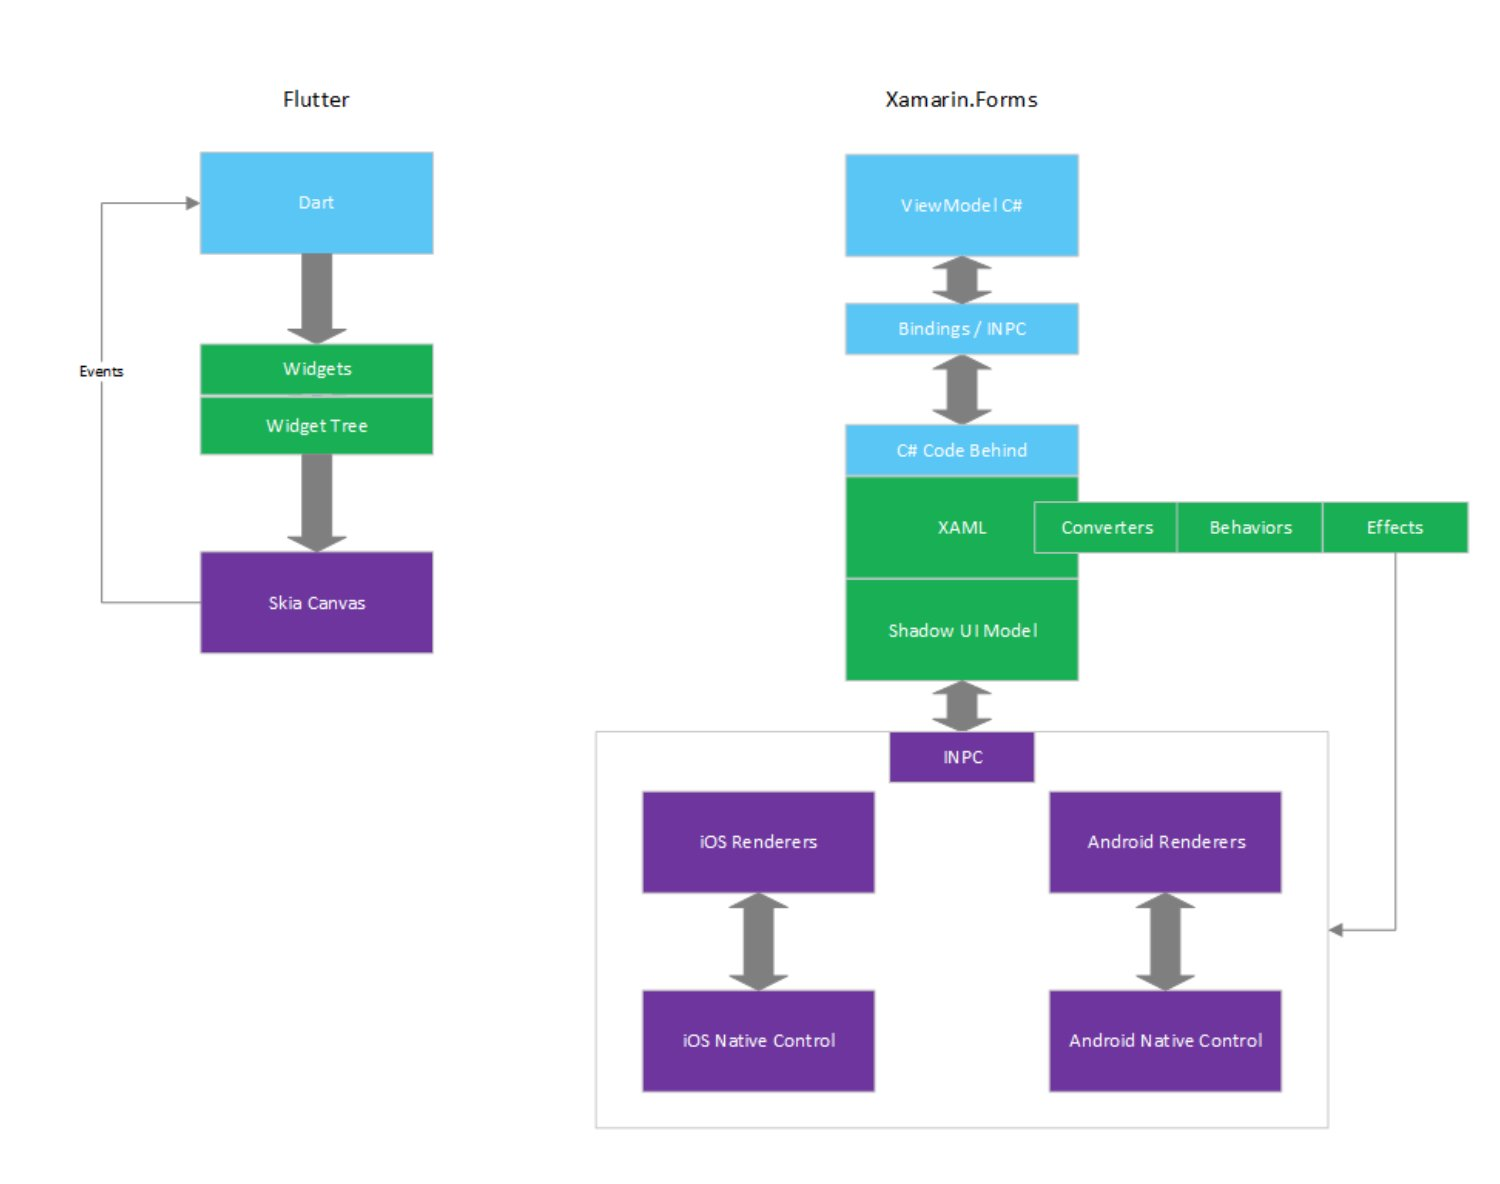 Flutter
Xamarin.Forms
Dart
Events
Widgets
Widget Tree
Skia Canvas
ViewModel C#
Bindings / INPC
C# Code Behind
XAML
Converters
Behaviors
Effects
Shadow UI Model
INPC
iOS Renderers
Android Renderers
iOS Native Control
Android Native Control